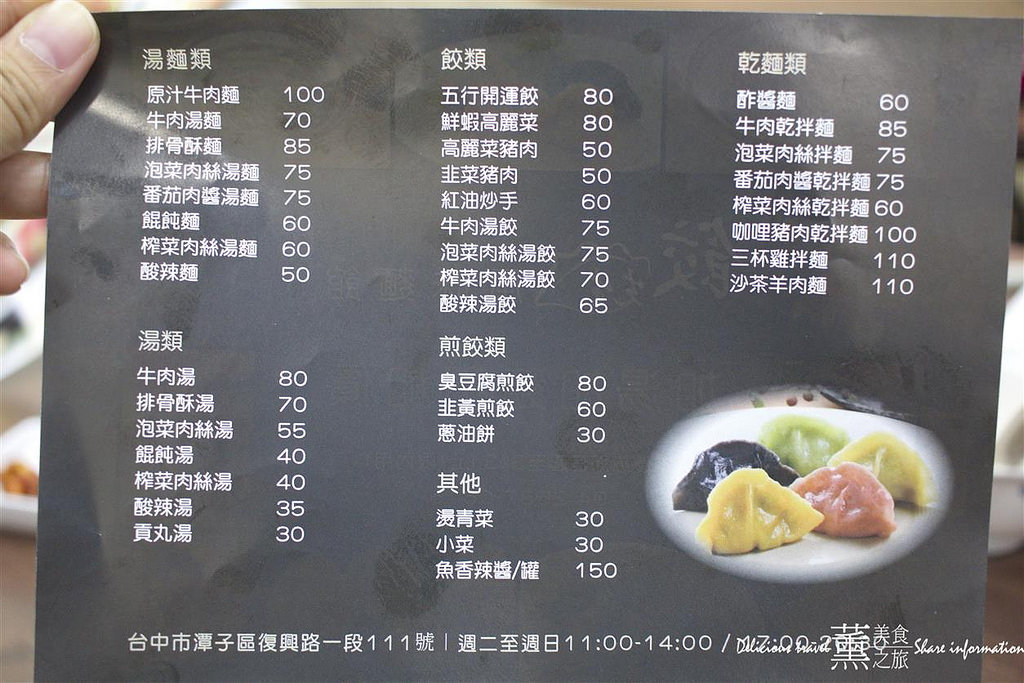 湯麵類
原汁牛肉麵 100
牛肉湯麵 70
排骨酥麵 85
泡菜肉絲湯麵 75
番茄肉醬湯麵 75
餛飩麵 60
榨菜肉絲湯麵 60
酸辣麵 50
湯類
牛肉湯 80
排骨酥湯 70
泡菜肉絲湯 55
餛飩湯 40
榨菜肉絲湯 40
酸辣湯 35
貢丸湯 30
餃類
五行開運餃 80
鮮蝦高麗菜 80
高麗菜豬肉 50
韭菜豬肉 50
紅油炒手 60
牛肉湯餃 75
泡菜肉絲湯餃 75
榨菜肉絲湯餃 70
酸辣湯餃 65
煎餃類
臭豆腐煎餃 80
韭黃煎餃 60
蔥油餅 30
其他
燙青菜 30
小菜 30
魚香辣醬/罐 150
乾麵類
酢醬麵 60
牛肉乾拌麵 85
泡菜肉絲拌麵 75
番茄肉醬乾拌麵 75
榨菜肉絲乾拌麵 60
咖哩豬肉乾拌麵 100
三杯雞拌麵 110
沙茶羊肉麵 110
台中市潭子區復興路一段111號 | 週二至週日11:00-14:00 /
Delicious travel 薰 美食之旅 Share information